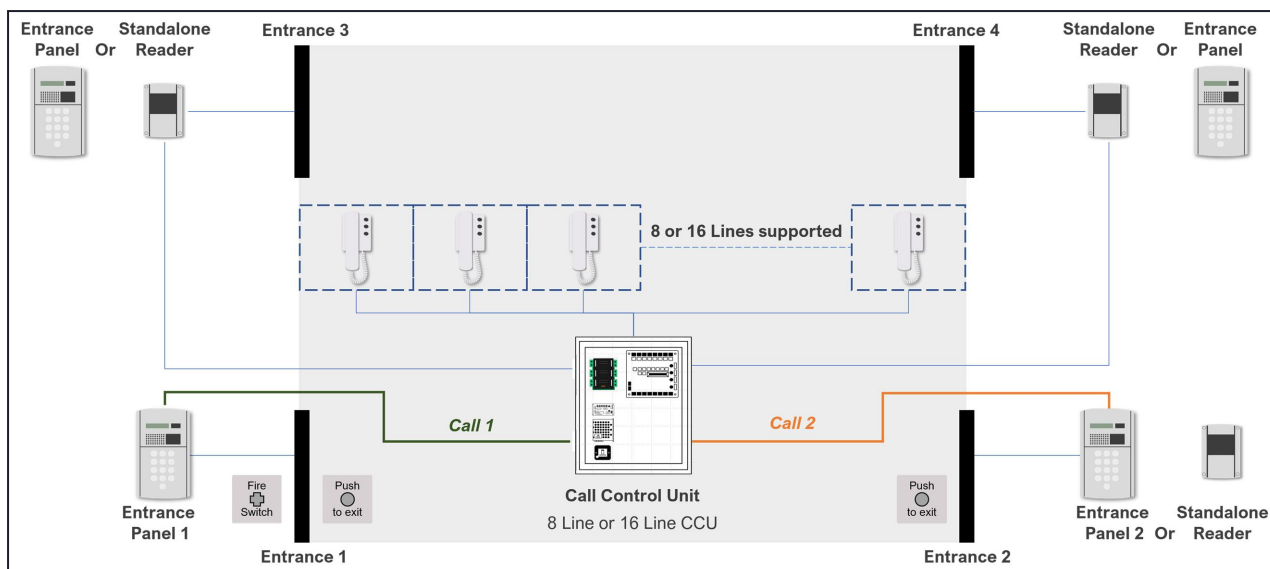 Entrance
Panel Or
Standalone
Reader
Entrance 3
Entrance 4
Standalone
Reader Or
Entrance
Panel
8 or 16 Lines supported
Call 1
Call 2
Fire
Switch
Push
to exit
Push
to exit
Call Control Unit
8 Line or 16 Line CCU
Entrance
Panel 1
Entrance
Panel 2 Or
Standalone
Reader
Entrance 1
Entrance 2